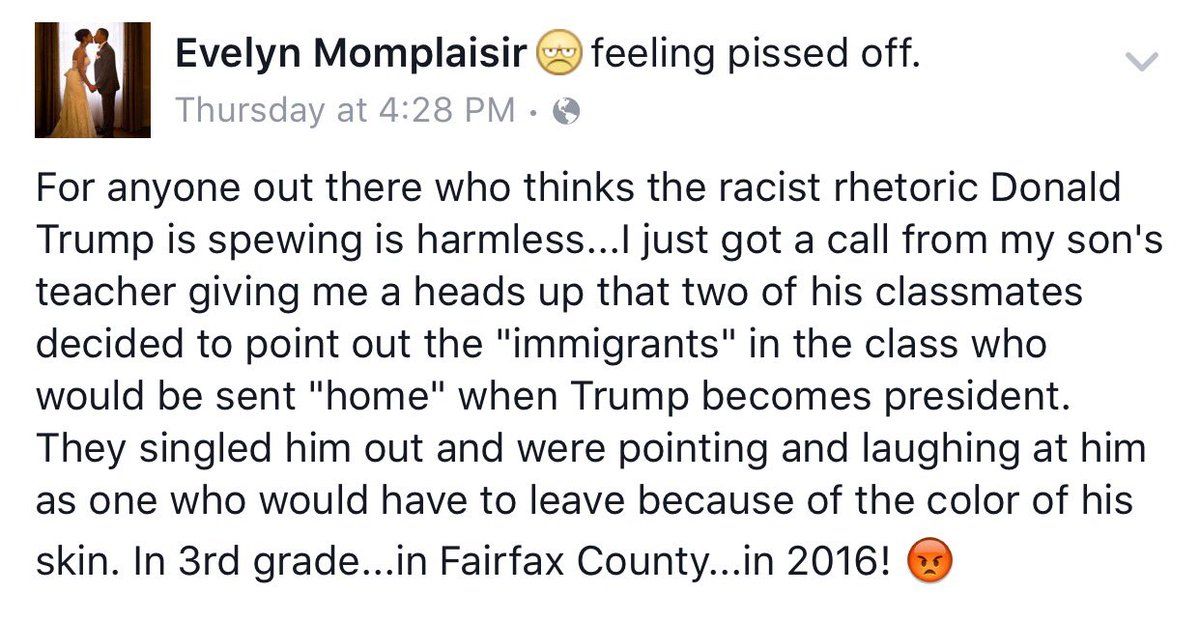 Evelyn Momplaisir feeling pissed off.
Thursday at 4:28 PM ·
For anyone out there who thinks the racist rhetoric Donald
Trump is spewing is harmless...I just got a call from my son's
teacher giving me a heads up that two of his classmates
decided to point out the "immigrants" in the class who
would be sent "home" when Trump becomes president.
They singled him out and were pointing and laughing at him
as one who would have to leave because of the color of his
skin. In 3rd grade...in Fairfax County...in 2016!